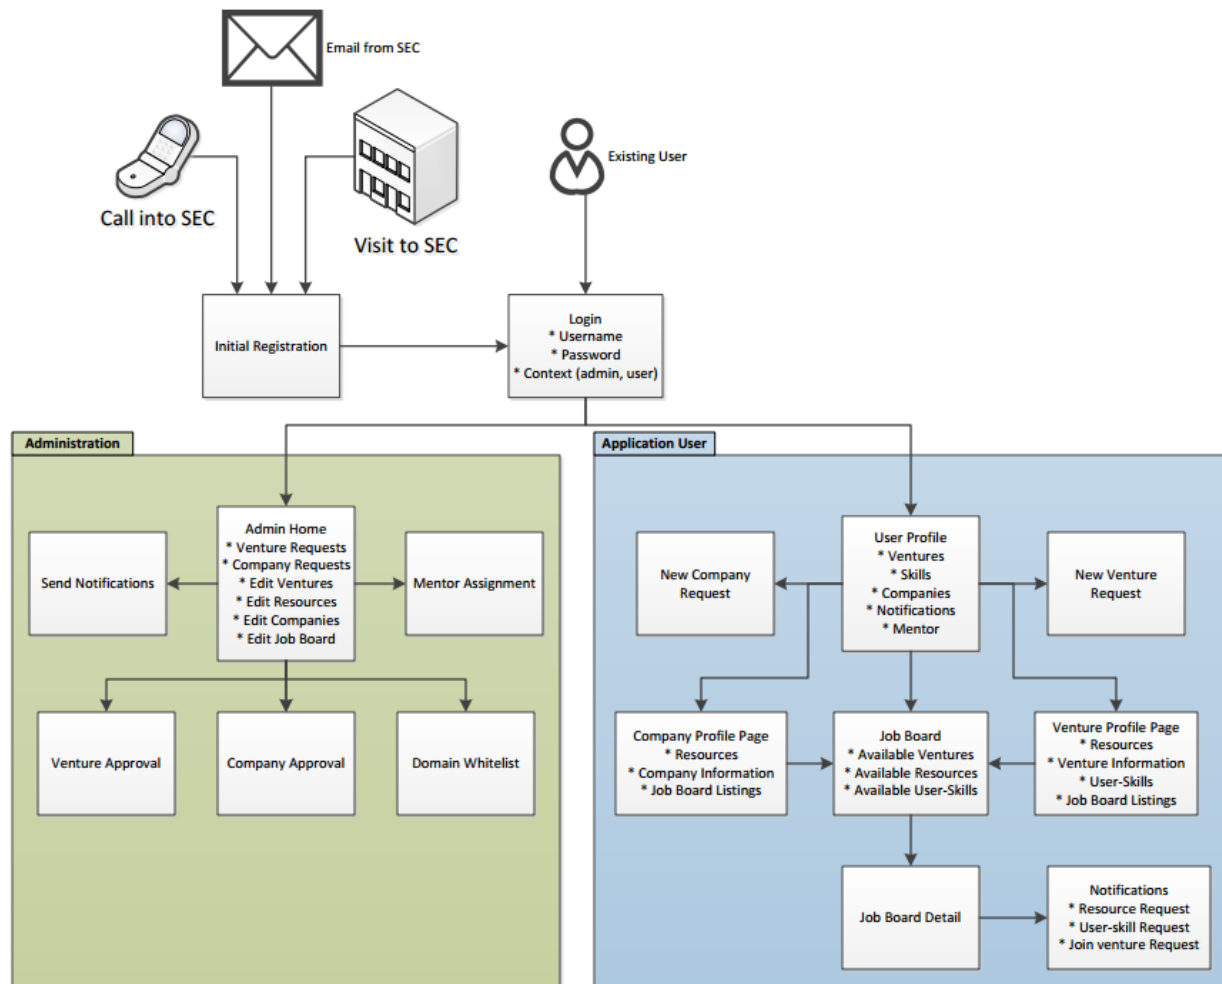 Email from SEC
Call into SEC
Visit to SEC
Existing User
Initial Registration
Login
* Username
* Password
* Context (admin, user)
Administration
Admin Home
* Venture Requests
* Company Requests
* Edit Ventures
* Edit Resources
* Edit Companies
* Edit Job Board
Send Notifications
Mentor Assignment
Venture Approval
Company Approval
Domain Whitelist
Application User
User Profile
* Ventures
* Skills
* Companies
* Notifications
* Mentor
New Company
Request
New Venture
Request
Company Profile Page
* Resources
* Company Information
* Job Board Listings
Job Board
* Available Ventures
* Available Resources
* Available User-Skills
Venture Profile Page
* Resources
* Venture Information
* User-Skills
* Job Board Listings
Job Board Detail
Notifications
* Resource Request
* User-skill Request
* Join venture Request